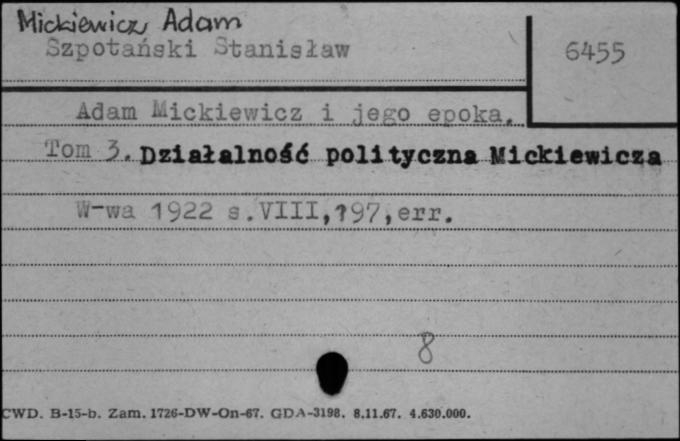 Mickiewicz Adam
Szpotański Stanisław
6455
Adam Mickiewicz i jego epoka.
Tom 3. Działalność polityczna Mickiewicza
W-wa 1922 s.VIII,197,err.
8
CWD. B-15-b. Zam. 1726-DW-On-67. GDA-3198. 8.11.67. 4.630.000.